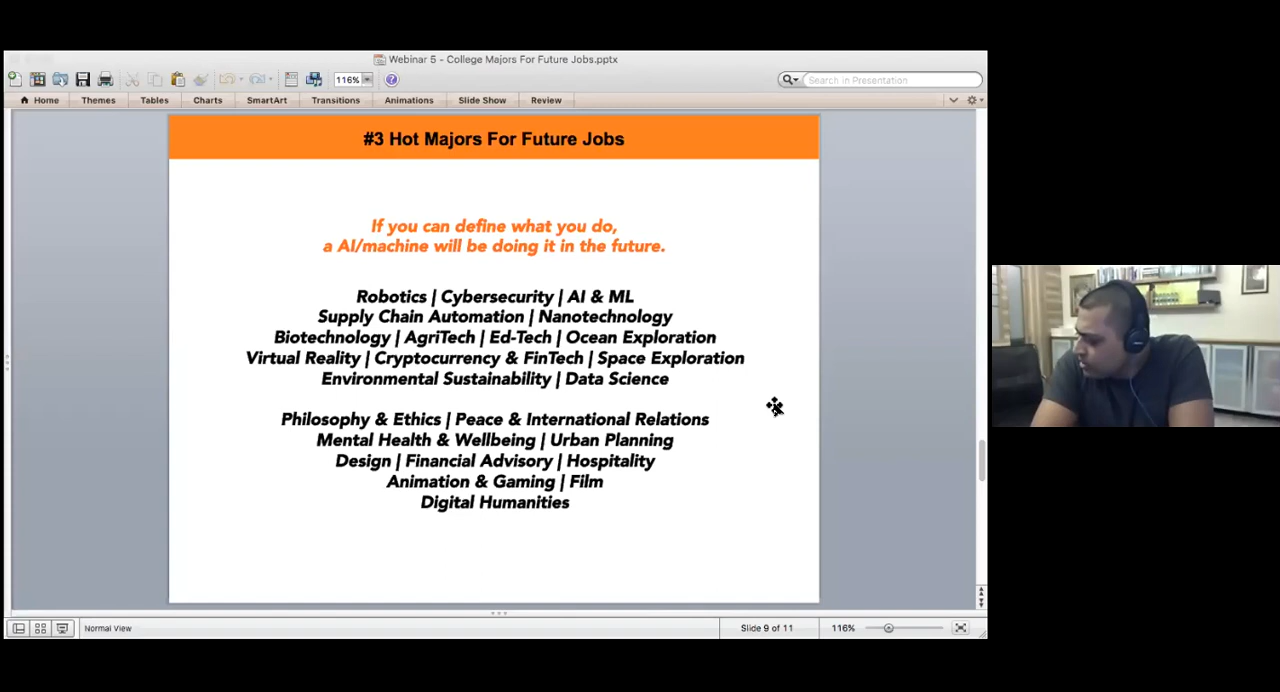 Webinar 5 - College Majors For Future Jobs.pptx
116%
Search in Presentation
Home Themes Tables Charts SmartArt Transitions Animations Slide Show Review
#3 Hot Majors For Future Jobs
If you can define what you do,
a AI/machine will be doing it in the future.
Robotics | Cybersecurity | AI & ML
Supply Chain Automation | Nanotechnology
Biotechnology | AgriTech | Ed-Tech | Ocean Exploration
Virtual Reality | Cryptocurrency & FinTech | Space Exploration
Environmental Sustainability | Data Science
Philosophy & Ethics | Peace & International Relations
Mental Health & Wellbeing | Urban Planning
Design | Financial Advisory | Hospitality
Animation & Gaming | Film
Digital Humanities
Normal View Slide 9 of 11 116%